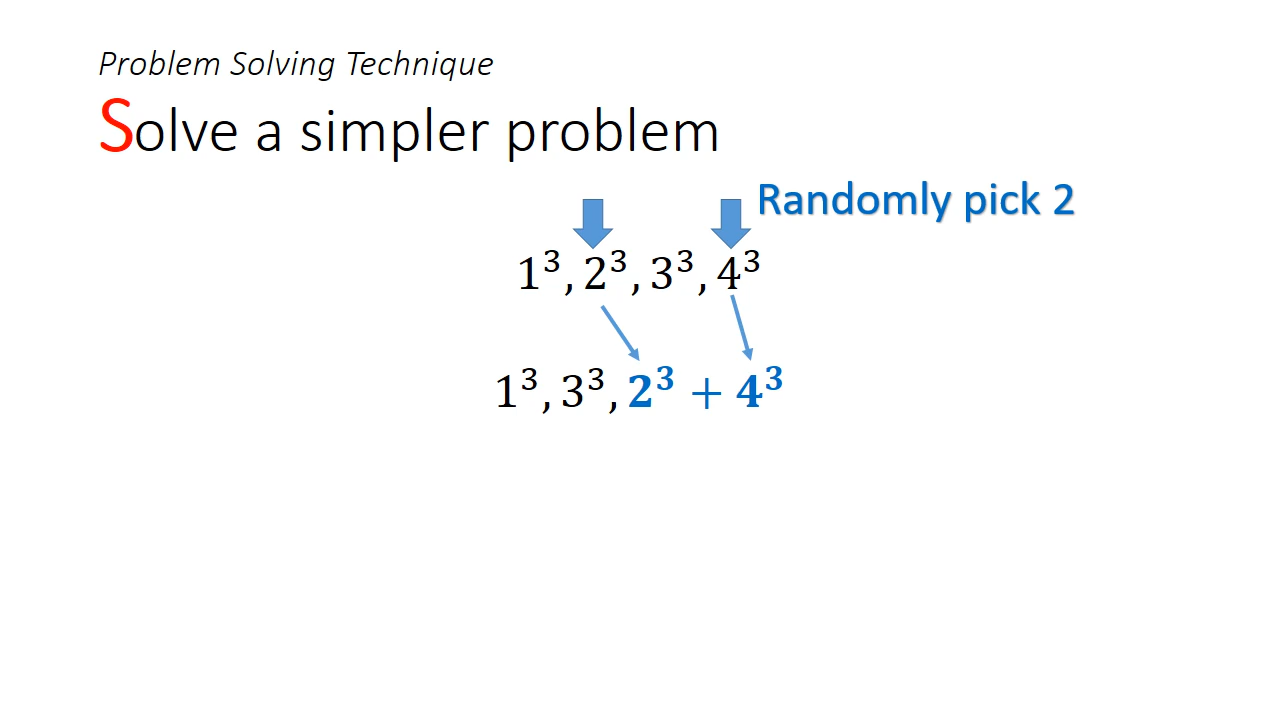 Problem Solving Technique
Solve a simpler problem
Randomly pick 2
1³, 2³, 3³, 4³
1³, 3³, 2³ + 4³